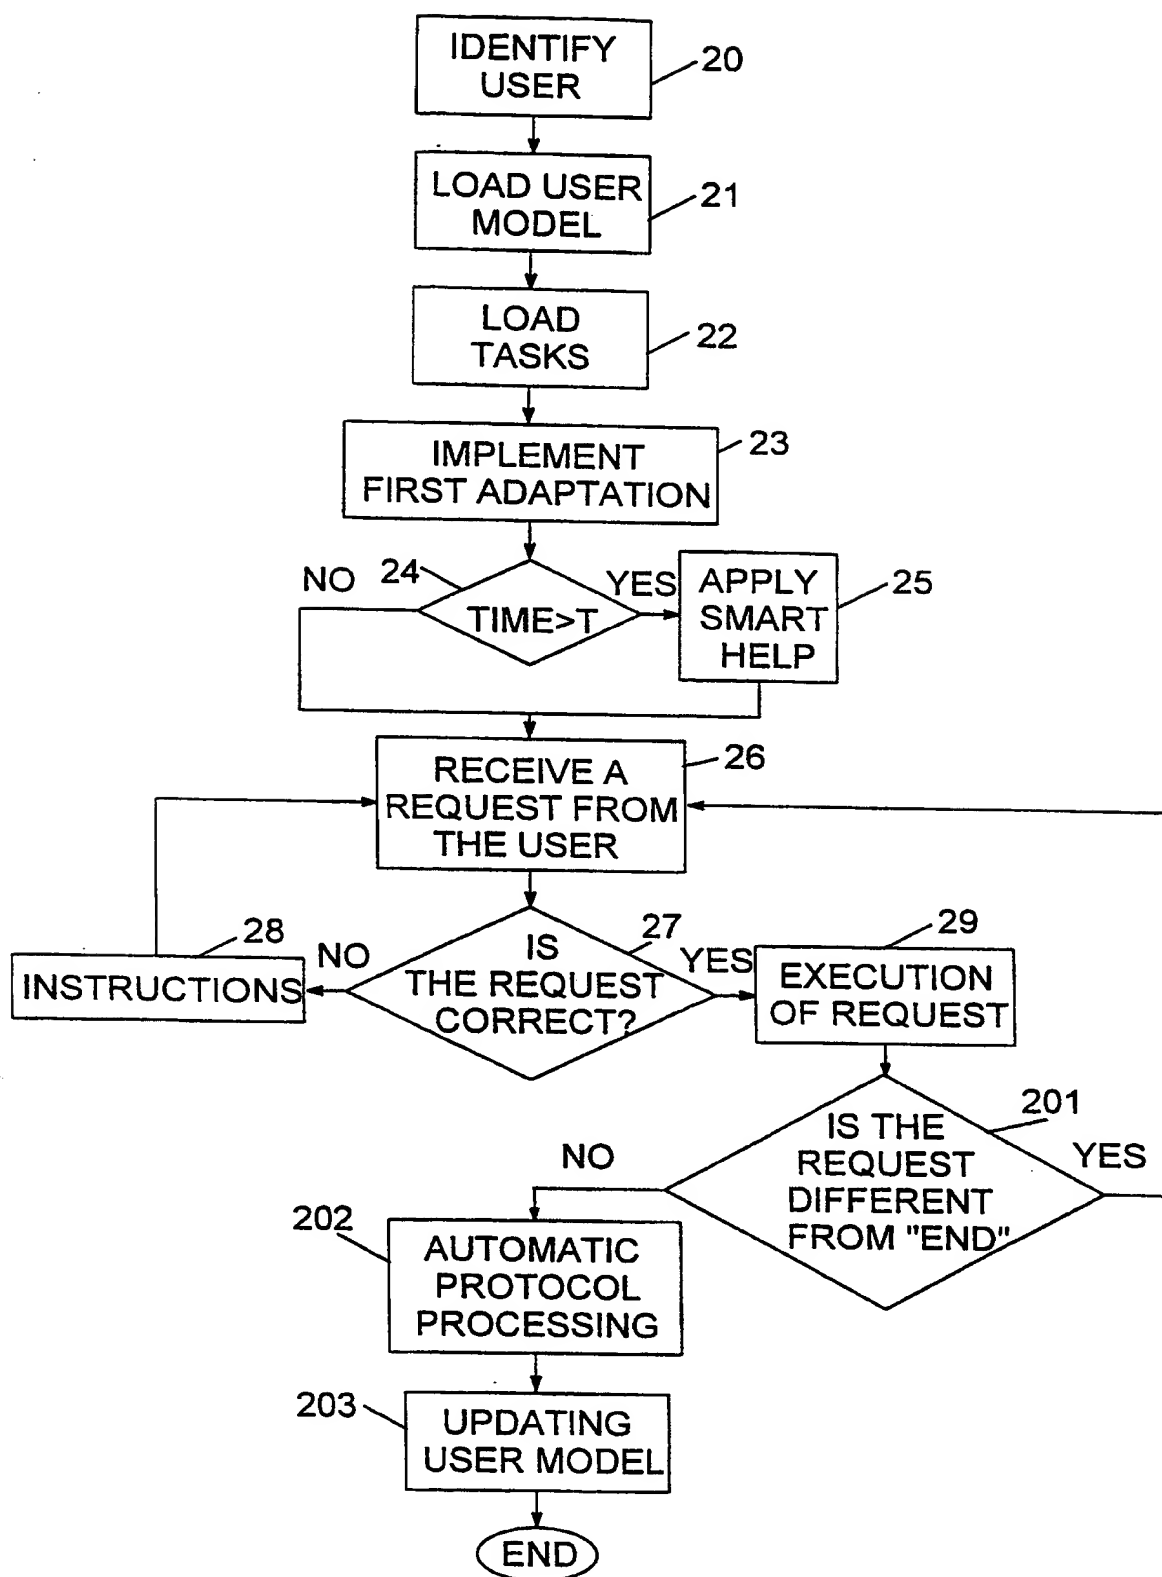 IDENTIFY
USER
20
LOAD USER
MODEL
21
LOAD
TASKS
22
IMPLEMENT
FIRST ADAPTATION
23
NO
24
TIME>T
YES
APPLY
SMART
HELP
25
RECEIVE A
REQUEST FROM
THE USER
26
INSTRUCTIONS
28
NO
IS
THE REQUEST
CORRECT?
27
YES
EXECUTION
OF REQUEST
29
IS THE
REQUEST
DIFFERENT
FROM "END"
201
YES
NO
202
AUTOMATIC
PROTOCOL
PROCESSING
203
UPDATING
USER MODEL
END